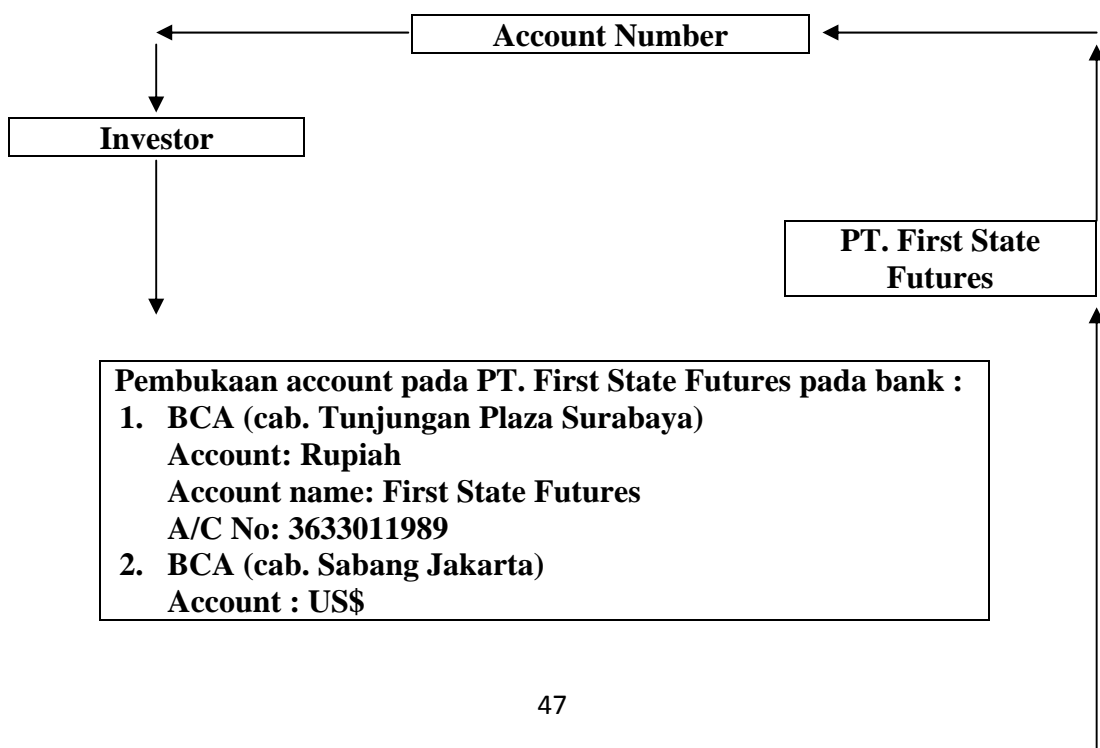 Account Number
Investor
PT. First State
Futures
Pembukaan account pada PT. First State Futures pada bank :
1. BCA (cab. Tunjungan Plaza Surabaya)
Account: Rupiah
Account name: First State Futures
A/C No: 3633011989
2. BCA (cab. Sabang Jakarta)
Account : US$
47